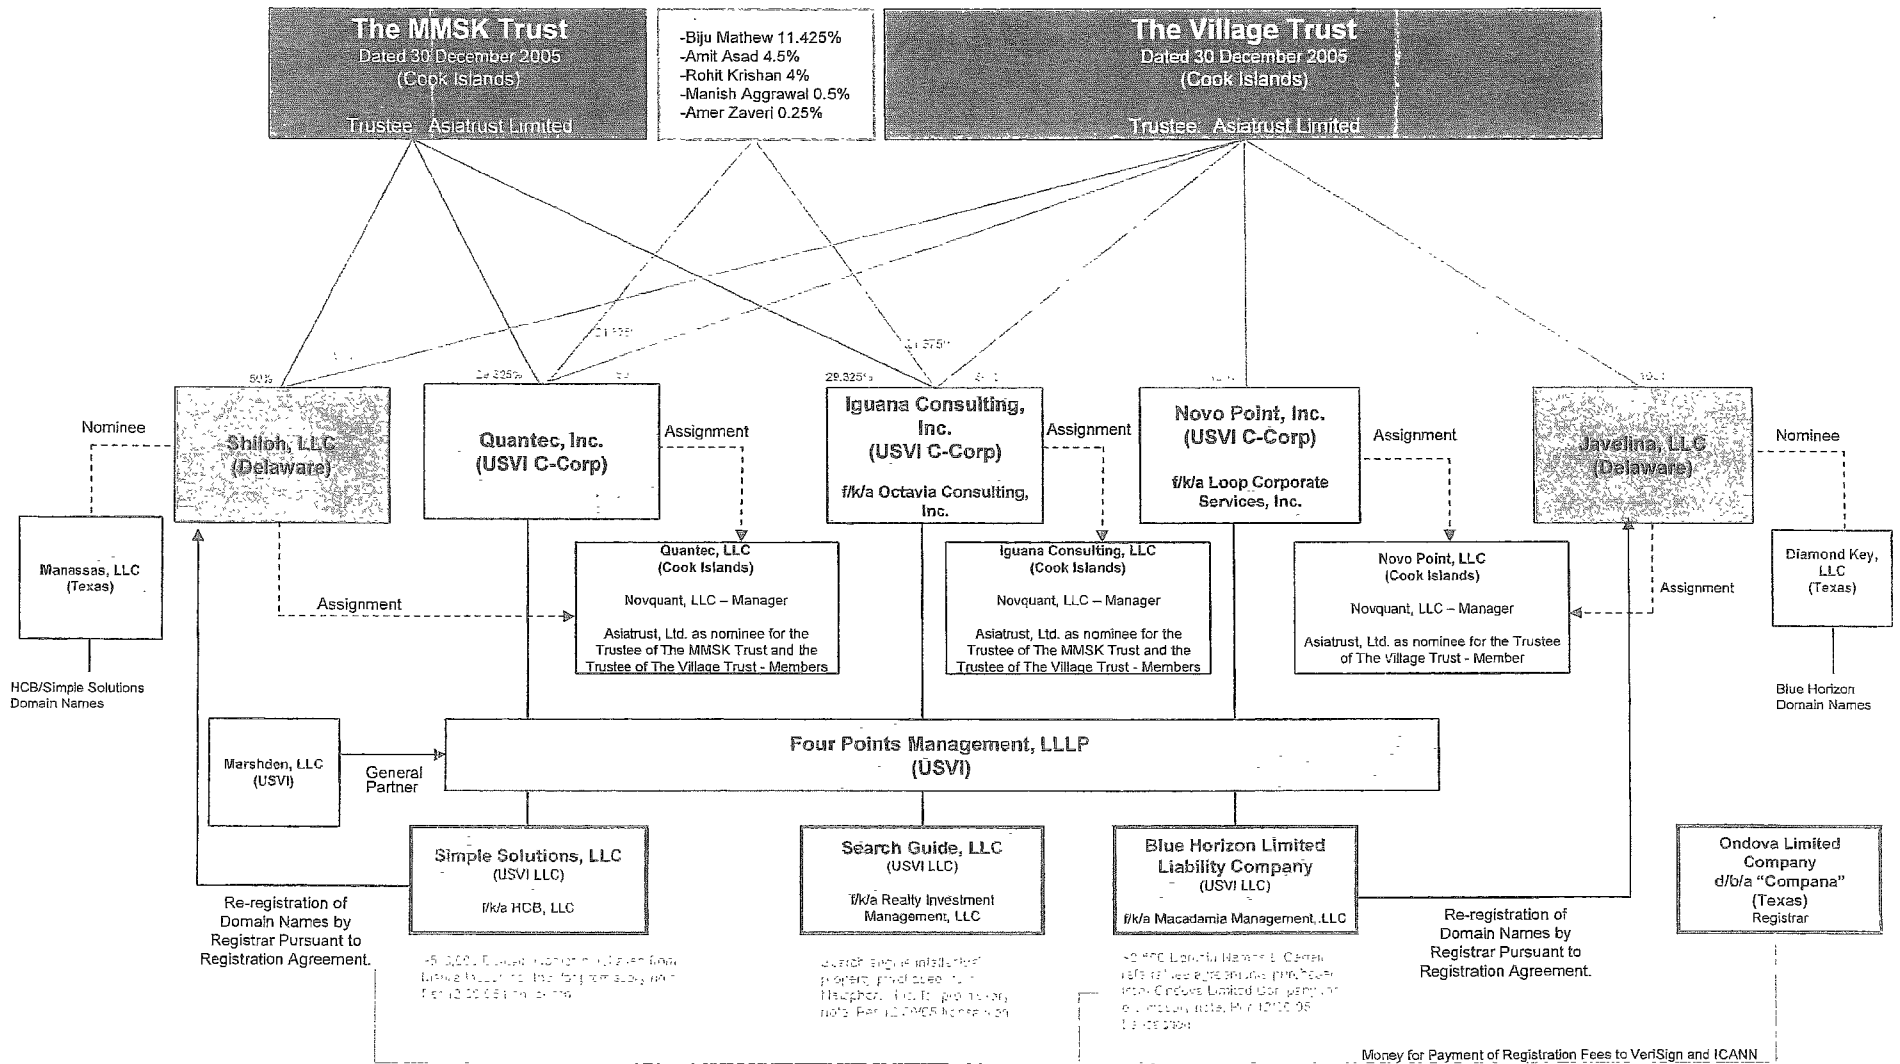 The MMSK Trust
Dated 30 December 2005
(Cook Islands)
Trustee Asiatrust Limited
-Biju Mathew 11.425%
-Amit Asad 4.5%
-Rohit Krishan 4%
-Manish Aggrawal 0.5%
-Amer Zaveri 0.25%
The Village Trust
Dated 30 December 2005
(Cook Islands)
Trustee Asiatrust Limited
50%
29.325%
29.325%
Nominee
Shiloh, LLC
(Delaware)
Quantec, Inc.
(USVI C-Corp)
Assignment
Iguana Consulting,
Inc.
(USVI C-Corp)
f/k/a Octavia Consulting,
Inc.
Assignment
Novo Point, Inc.
(USVI C-Corp)
f/k/a Loop Corporate
Services, Inc.
Assignment
Javelina, LLC
(Delaware)
Nominee
Manassas, LLC
(Texas)
HCB/Simple Solutions
Domain Names
Assignment
Quantec, LLC
(Cook Islands)
Novquant, LLC – Manager
Asiatrust, Ltd. as nominee for the
Trustee of The MMSK Trust and the
Trustee of The Village Trust - Members
Iguana Consulting, LLC
(Cook Islands)
Novquant, LLC – Manager
Asiatrust, Ltd. as nominee for the
Trustee of The MMSK Trust and the
Trustee of The Village Trust - Members
Novo Point, LLC
(Cook Islands)
Novquant, LLC – Manager
Asiatrust, Ltd. as nominee for the Trustee
of The Village Trust - Member
Assignment
Diamond Key,
LLC
(Texas)
Blue Horizon
Domain Names
Marshden, LLC
(USVI)
General
Partner
Four Points Management, LLLP
(USVI)
Simple Solutions, LLC
(USVI LLC)
f/k/a HCB, LLC
Search Guide, LLC
(USVI LLC)
f/k/a Realty Investment
Management, LLC
Blue Horizon Limited
Liability Company
(USVI LLC)
f/k/a Macadamia Management, LLC
Ondova Limited
Company
d/b/a "Compana"
(Texas)
Registrar
Re-registration of
Domain Names by
Registrar Pursuant to
Registration Agreement.
Re-registration of
Domain Names by
Registrar Pursuant to
Registration Agreement.
Money for Payment of Registration Fees to VeriSign and ICANN